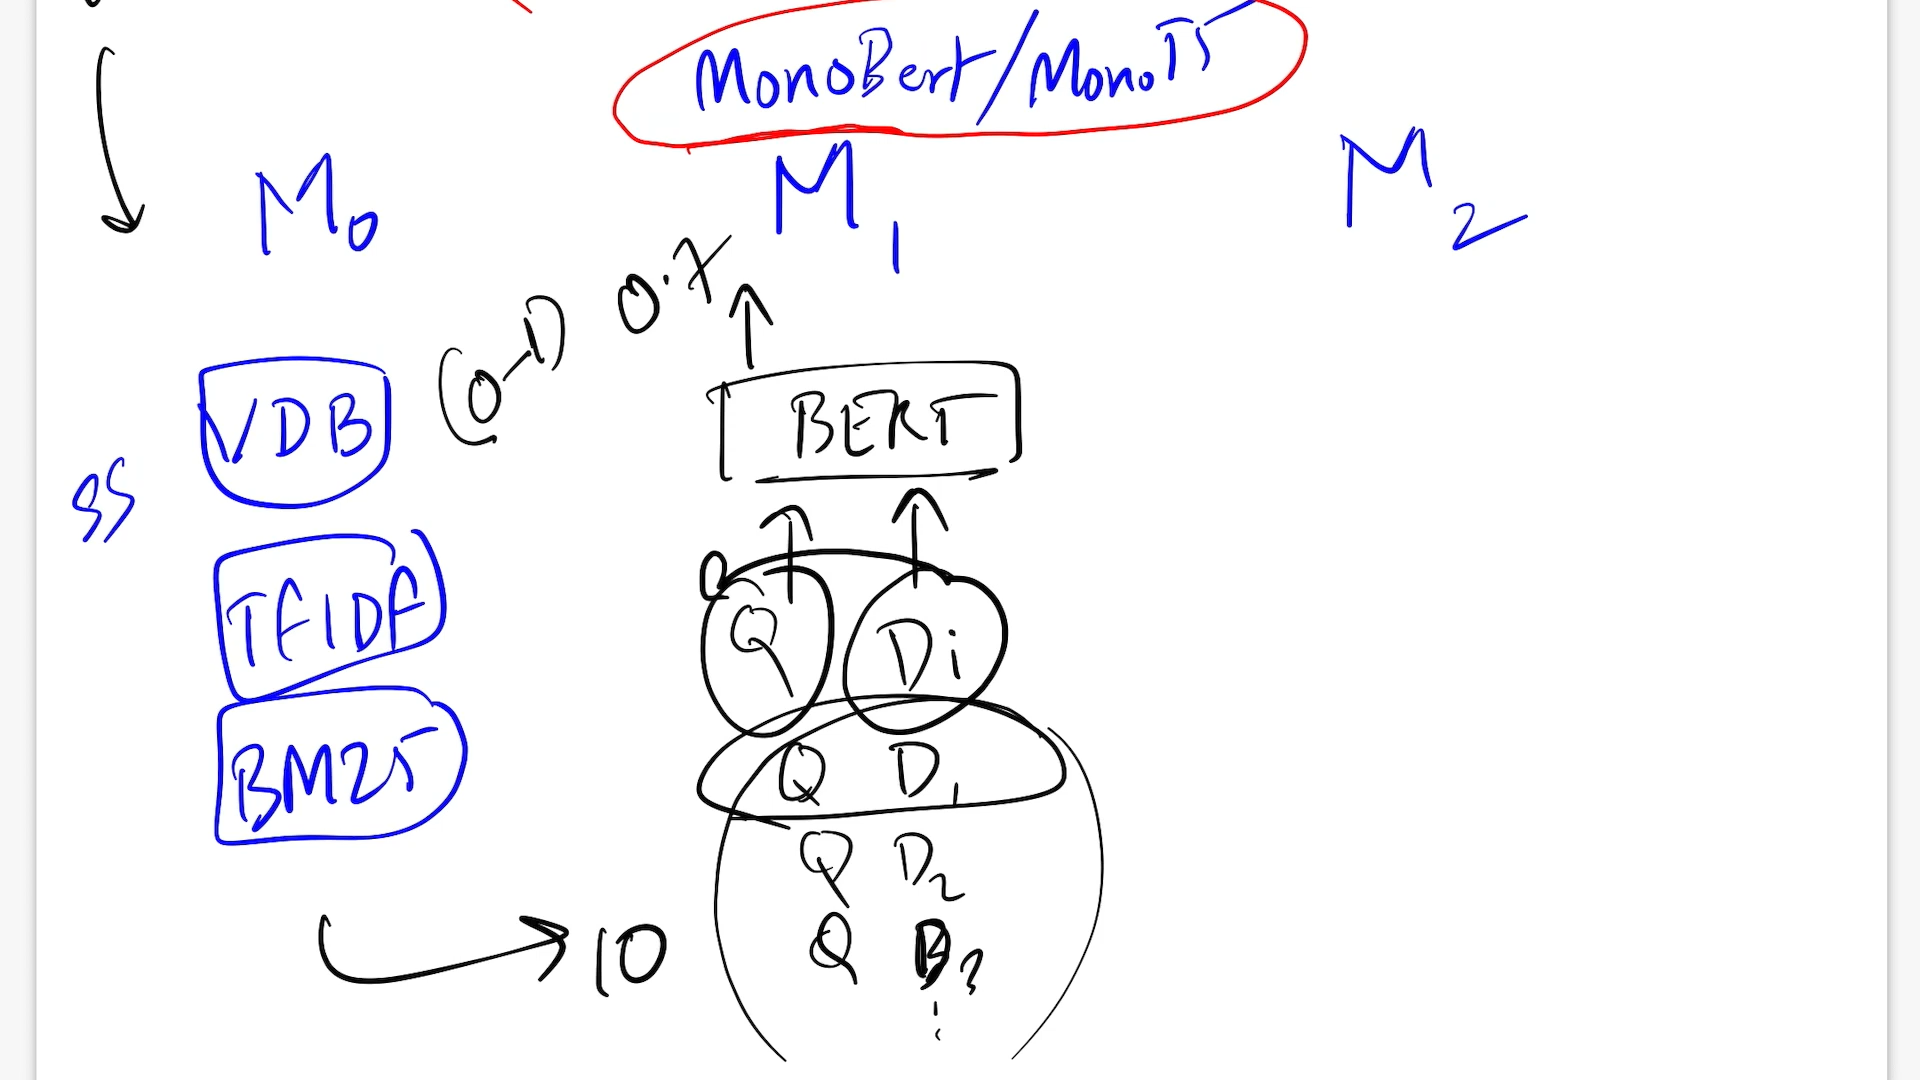 MonoBert/MonoT5
M0
M1
M2
(0-1)
0.7
VDB
BERT
SS
TFIDF
Q Di
BM25
Q D1
Q D2
Q D3
10